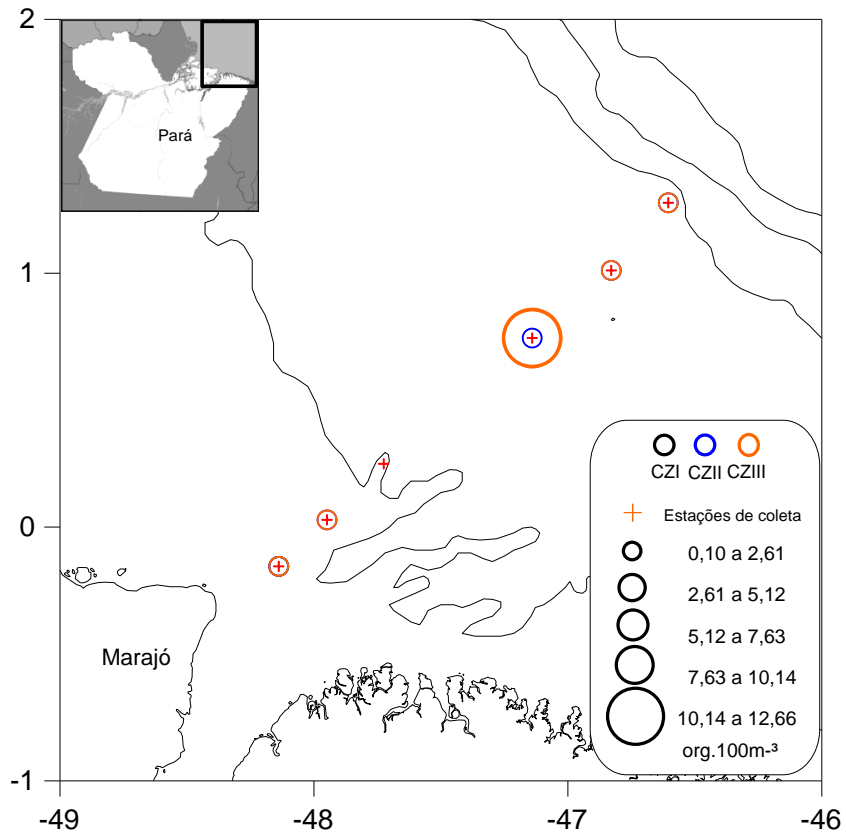 2
1
0
-1
-49
-48
-47
-46
Pará
Marajó
CZI CZII CZIII
Estações de coleta
0,10 a 2,61
2,61 a 5,12
5,12 a 7,63
7,63 a 10,14
10,14 a 12,66
org.100m-³